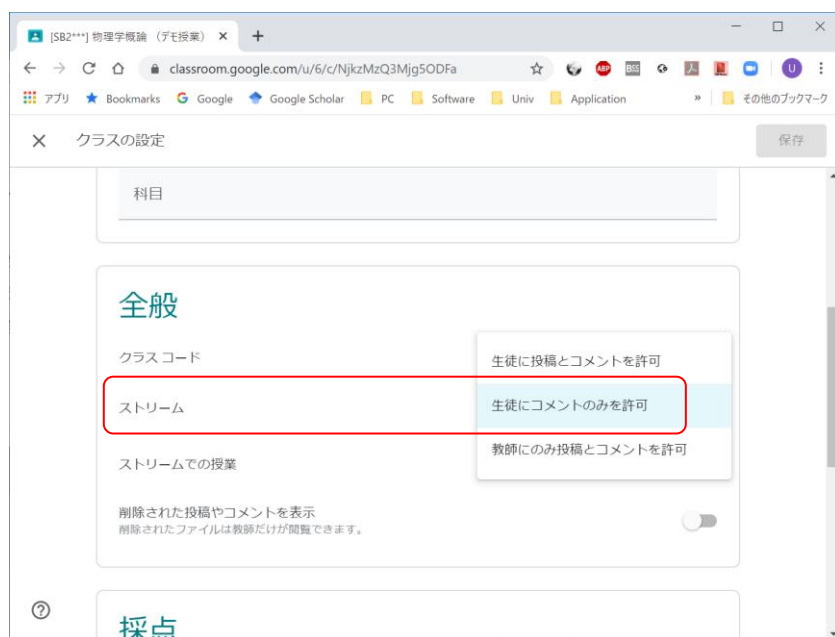 [SB2***] 物理学概論 (デモ授業)
classroom.google.com/u/6/c/NjkzMzQ3Mjg5ODFa
ABP BSS U
アプリ Bookmarks Google Google Scholar PC Software Univ Application » その他のブックマーク
クラスの設定 保存
科目
全般
クラス コード
生徒に投稿とコメントを許可
ストリーム
生徒にコメントのみを許可
ストリームでの授業
教師にのみ投稿とコメントを許可
削除された投稿やコメントを表示
削除されたファイルは教師だけが閲覧できます。
採点